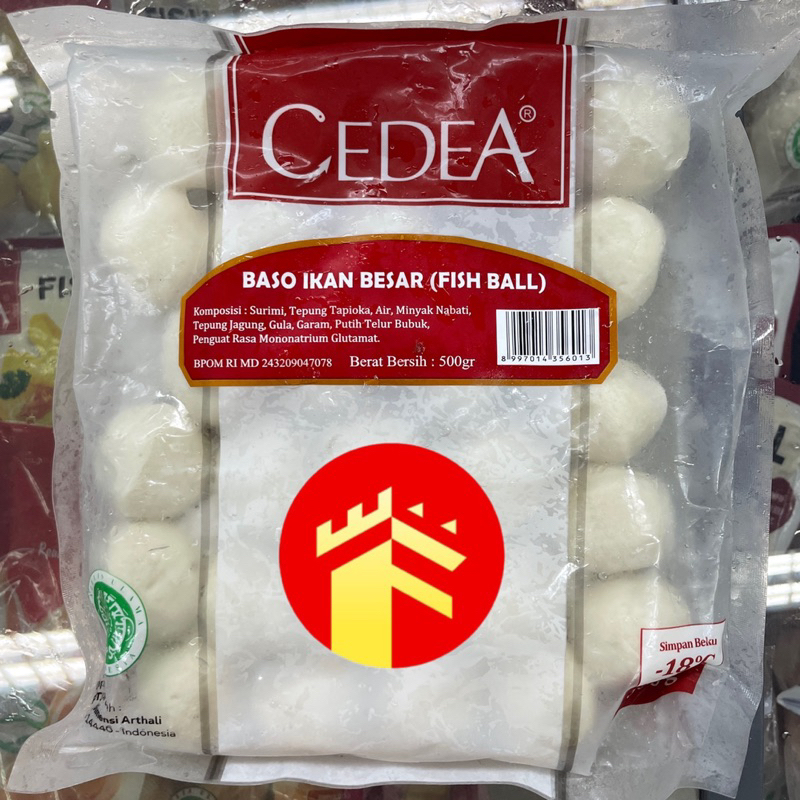 CEDEA®
BASO IKAN BESAR (FISH BALL)
Komposisi : Surimi, Tepung Tapioka, Air, Minyak Nabati,
Tepung Jagung, Gula, Garam, Putih Telur Bubuk,
Penguat Rasa Mononatrium Glutamat.
BPOM RI MD 243209047078 Berat Bersih : 500gr
8 997014 356013
Simpan Beku
-18°C
Arthali
- Indonesia